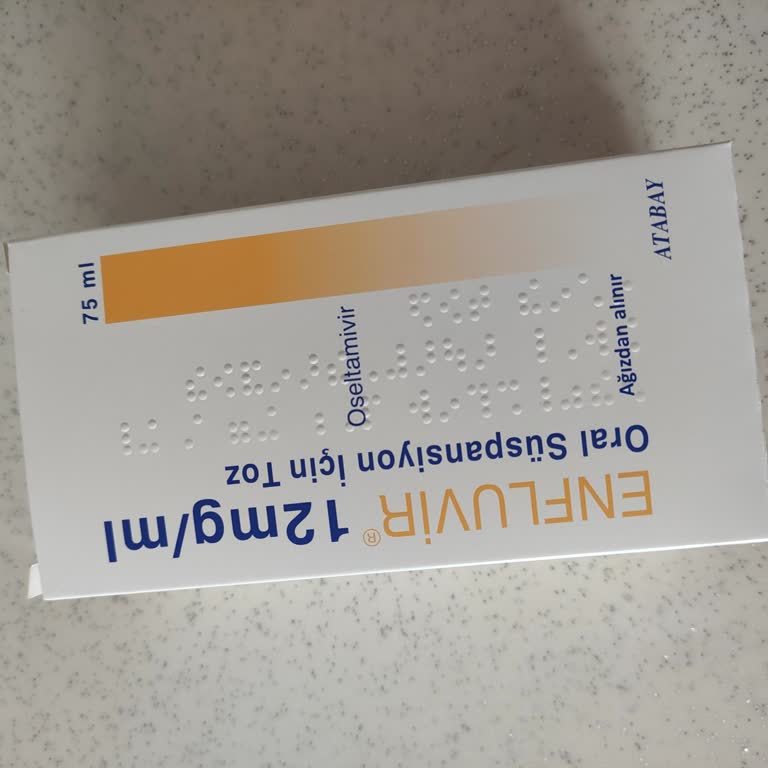 ENFLUVİR® 12mg/ml
Oral Süspansiyon İçin Toz
Oseltamivir
Ağızdan alınır
75 ml
ATABAY